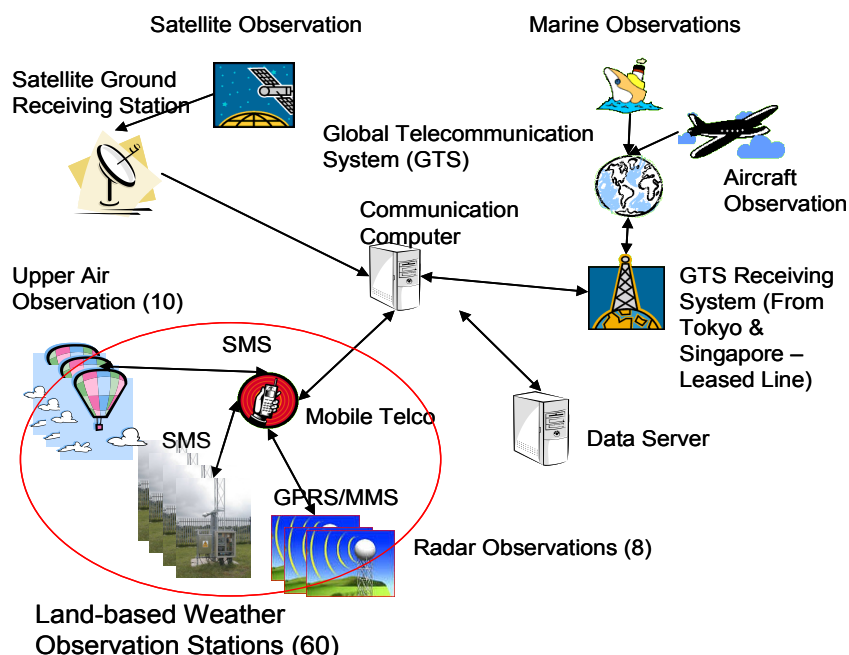 Satellite Observation
Marine Observations
Satellite Ground
Receiving Station
Global Telecommunication
System (GTS)
Aircraft
Observation
Communication
Computer
Upper Air
Observation (10)
GTS Receiving
System (From
Tokyo &
Singapore –
Leased Line)
SMS
Mobile Telco
SMS
Data Server
GPRS/MMS
Radar Observations (8)
Land-based Weather
Observation Stations (60)